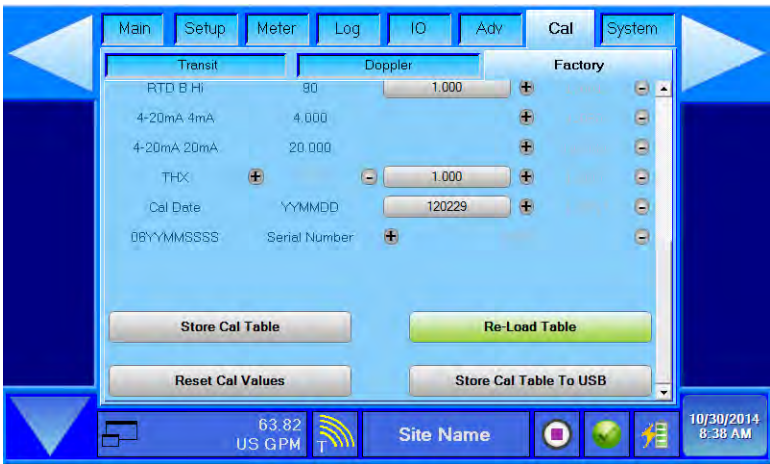 Main Setup Meter Log IO Adv Cal System
Transit Doppler Factory
RTD B Hi 90 1.000
4-20mA 4mA 4.000
4-20mA 20mA 20.000
THX 1.000
Cal Date YYMMDD 120229
08YYMMSSSS Serial Number
Store Cal Table Re-Load Table
Reset Cal Values Store Cal Table To USB
63.82
US GPM T Site Name
10/30/2014
8:38 AM